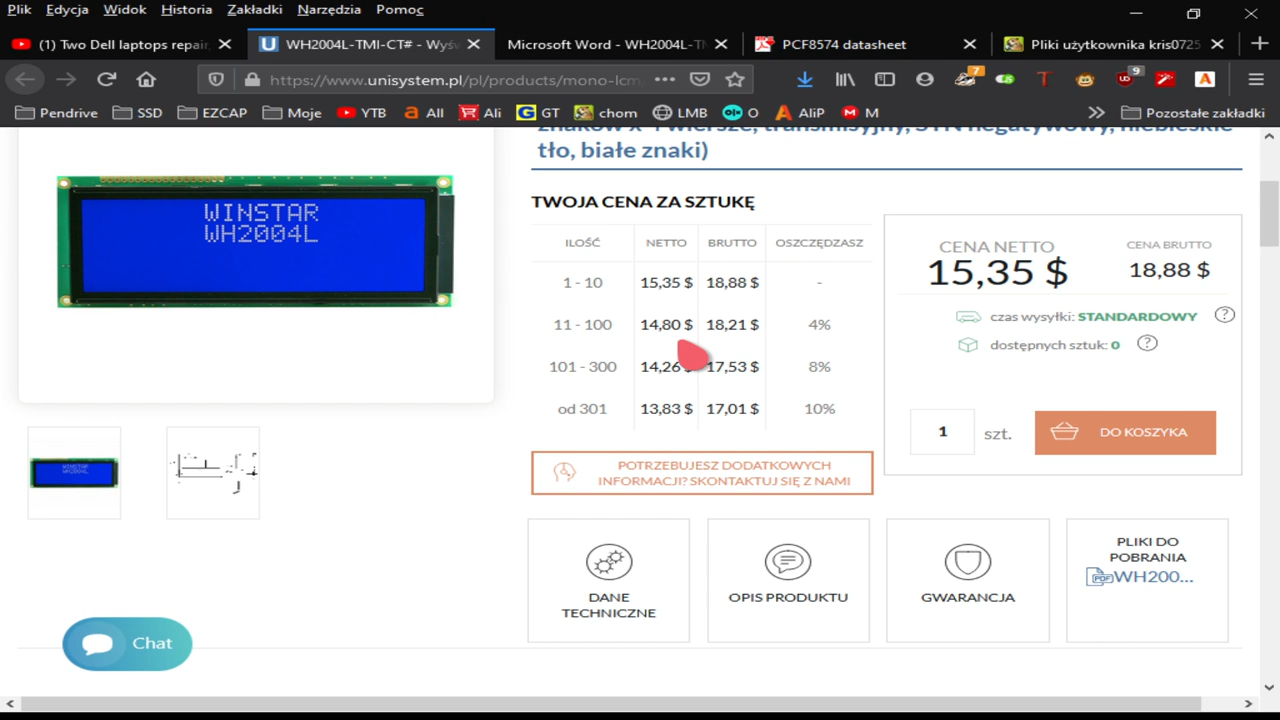 Plik Edycja Widok Historia Zakładki Narzędzia Pomoc
(1) Two Dell laptops repair, WH2004L-TMI-CT# - Wyśw Microsoft Word - WH2004L-T PCF8574 datasheet Pliki użytkownika kris0725
https://www.unisystem.pl/pl/products/mono-lcm 7 9
Pendrive SSD EZCAP Moje YTB All Ali GT chom LMB O AliP M Pozostałe zakładki
tło, białe znaki)
WINSTAR
WH2004L
TWOJA CENA ZA SZTUKĘ
ILOŚĆ NETTO BRUTTO OSZCZĘDZASZ
1 - 10 15,35 $ 18,88 $ -
11 - 100 14,80 $ 18,21 $ 4%
101 - 300 14,26 $ 17,53 $ 8%
od 301 13,83 $ 17,01 $ 10%
CENA NETTO CENA BRUTTO
15,35 $ 18,88 $
czas wysyłki: STANDARDOWY ?
dostępnych sztuk: 0 ?
1 szt. DO KOSZYKA
POTRZEBUJESZ DODATKOWYCH
INFORMACJI? SKONTAKTUJ SIĘ Z NAMI
DANE
TECHNICZNE
OPIS PRODUKTU
GWARANCJA
PLIKI DO
POBRANIA
PDF WH200...
Chat